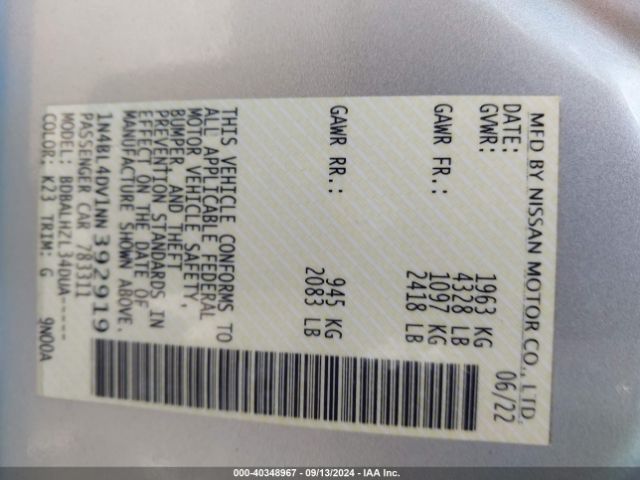 MFD BY NISSAN MOTOR CO., LTD.
DATE: 06/22
GVWR: 1963 KG
4328 LB
GAWR FR.: 1097 KG
2418 LB
GAWR RR.: 945 KG
2083 LB
THIS VEHICLE CONFORMS TO
ALL APPLICABLE FEDERAL
MOTOR VEHICLE SAFETY,
BUMPER, AND THEFT
PREVENTION STANDARDS IN
EFFECT ON THE DATE OF
MANUFACTURE SHOWN ABOVE.
1N4BL4DV1NN392919
PASSENGER CAR 783311
MODEL: BDBALHZL34DUA-----
COLOR: K23 TRIM: G 9N00A
000-40348967 - 09/13/2024 - IAA Inc.